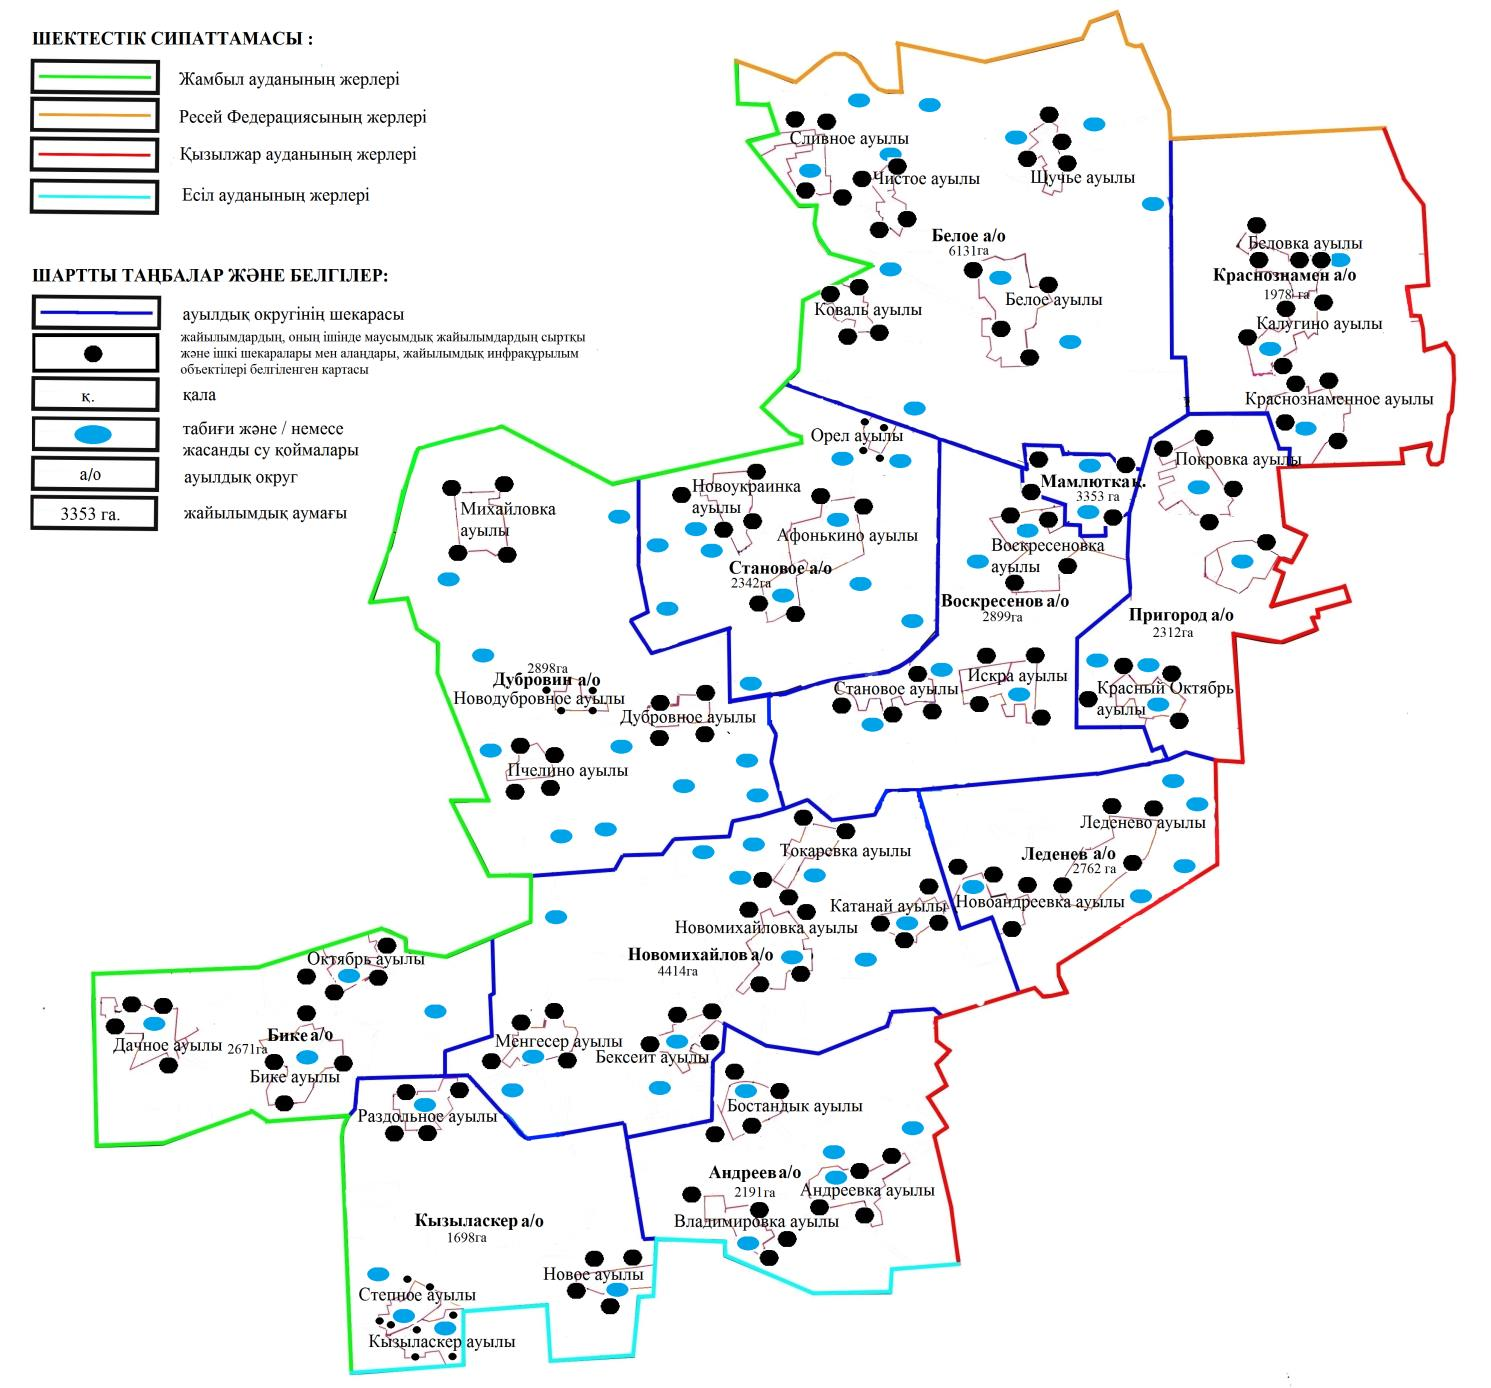 ШЕКТЕСТІК СИПАТТАМАСЫ :
Жамбыл ауданының жерлері
Ресей Федерациясының жерлері
Қызылжар ауданының жерлері
Есіл ауданының жерлері
ШАРТТЫ ТАҢБАЛАР ЖӘНЕ БЕЛГІЛЕР:
ауылдық округінің шекарасы
жайылымдардың, оның ішінде маусымдық жайылымдардың сыртқы
және ішкі шекаралары мен алаңдары, жайылымдық инфрақұрылым
объектілері белгіленген картасы
қ.
қала
табиғи және / немесе
жасанды су қоймалары
а/о
ауылдық округ
3353 га.
жайылымдық аумағы
Сливное ауылы
Чистое ауылы
Щучье ауылы
Белое а/о
6131га
Белое ауылы
Коваль ауылы
Беловка ауылы
Краснознамен а/о
1978 га
Калугино ауылы
Краснознаменное ауылы
Орел ауылы
Покровка ауылы
Мамлютка қ.
3353 га
Михайловка
ауылы
Новоукраинка
ауылы
Афонькино ауылы
Становое а/о
2342га
Воскресеновка
ауылы
Воскресенов а/о
2899га
Пригород а/о
2312га
2898га
Дубровин а/о
Новодубровное ауылы
Дубровное ауылы
Становое ауылы
Искра ауылы
Красный Октябрь
ауылы
Пчелино ауылы
Токаревка ауылы
Леденево ауылы
Леденев а/о
2762 га
Новоандреевка ауылы
Катанай ауылы
Новомихайловка ауылы
Новомихайлов а/о
4414га
Октябрь ауылы
Дачное ауылы
2671га
Бике а/о
Бике ауылы
Менгесер ауылы
Бексеит ауылы
Раздольное ауылы
Бостандык ауылы
Андреев а/о
2191га
Андреевка ауылы
Владимировка ауылы
Кызыласкер а/о
1698га
Новое ауылы
Степное ауылы
Кызыласкер ауылы